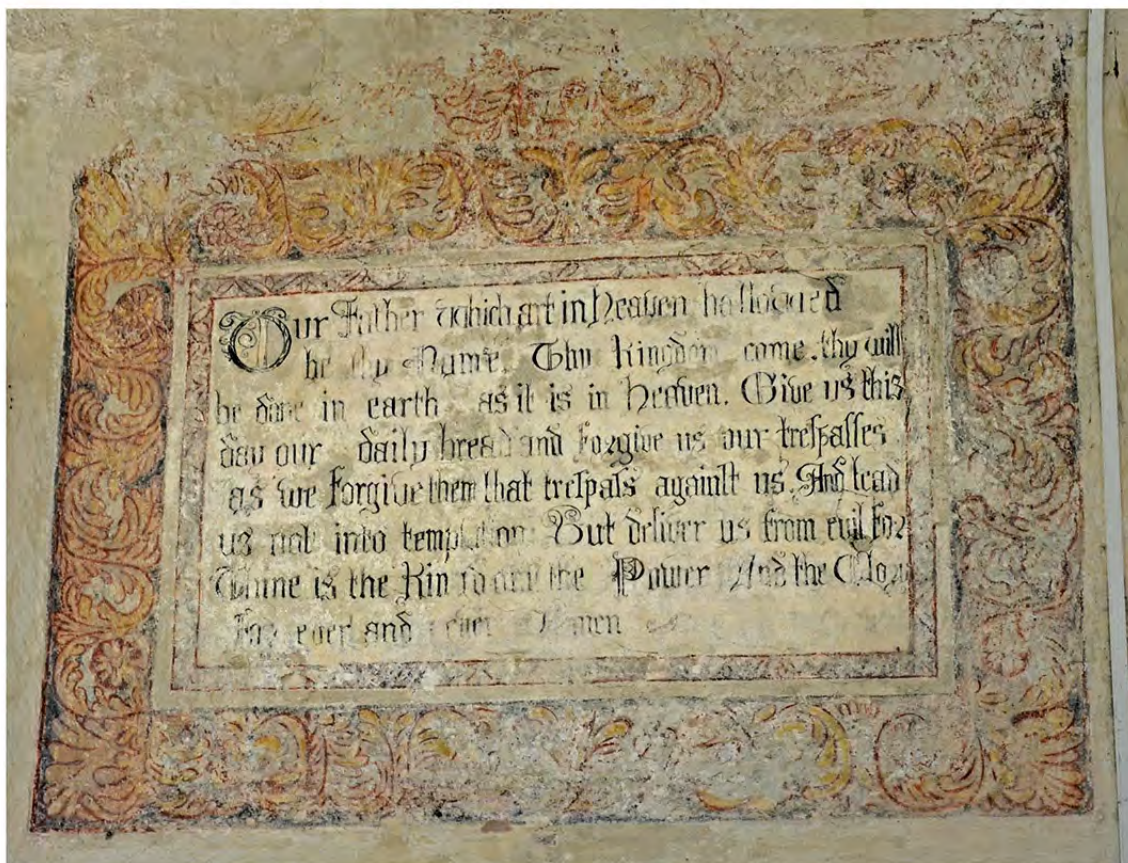 Our Father which art in Heaven hallowed
be thy Name. Thy Kingdom come. thy will
be done in earth as it is in Heaven. Give us this
day our daily bread and forgive us our trespasses
as we forgive them that trespass against us. And lead
us not into temptation But deliver us from evil for
Thine is the the Power And the Glory
For ever and ever Amen